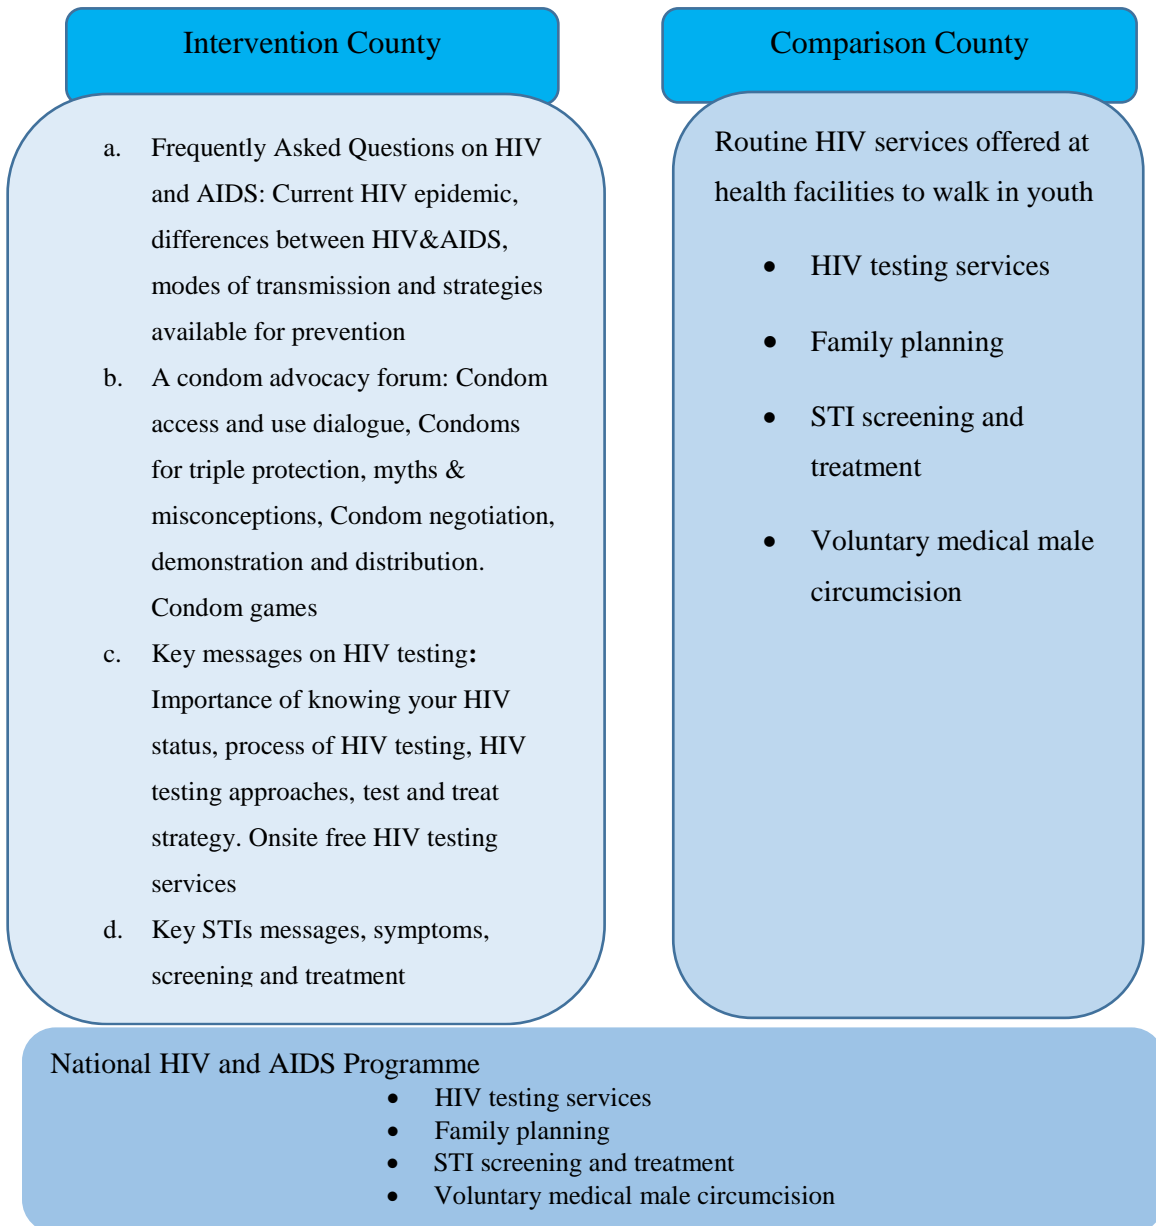 Intervention County
a. Frequently Asked Questions on HIV
and AIDS: Current HIV epidemic,
differences between HIV&AIDS,
modes of transmission and strategies
available for prevention
b. A condom advocacy forum: Condom
access and use dialogue, Condoms
for triple protection, myths &
misconceptions, Condom negotiation,
demonstration and distribution.
Condom games
c. Key messages on HIV testing:
Importance of knowing your HIV
status, process of HIV testing, HIV
testing approaches, test and treat
strategy. Onsite free HIV testing
services
d. Key STIs messages, symptoms,
screening and treatment
Comparison County
Routine HIV services offered at
health facilities to walk in youth
• HIV testing services
• Family planning
• STI screening and
treatment
• Voluntary medical male
circumcision
National HIV and AIDS Programme
• HIV testing services
• Family planning
• STI screening and treatment
• Voluntary medical male circumcision